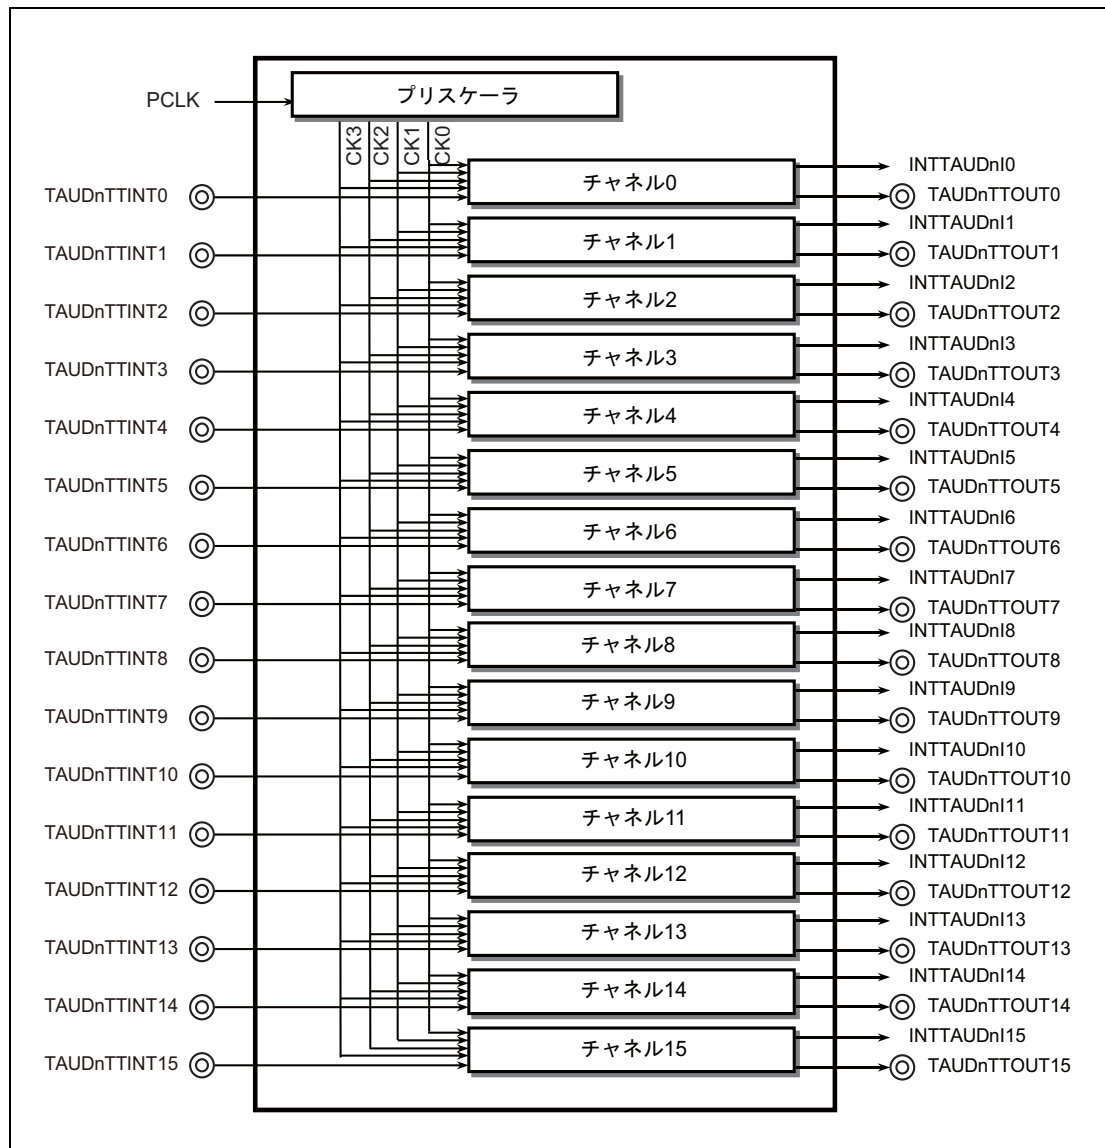 プリスケーラ
PCLK
CK3
CK2
CK1
CK0
TAUDnTTINT0
チャネル0
INTTAUDnI0
TAUDnTTOUT0
TAUDnTTINT1
チャネル1
INTTAUDnI1
TAUDnTTOUT1
TAUDnTTINT2
チャネル2
INTTAUDnI2
TAUDnTTOUT2
TAUDnTTINT3
チャネル3
INTTAUDnI3
TAUDnTTOUT3
TAUDnTTINT4
チャネル4
INTTAUDnI4
TAUDnTTOUT4
TAUDnTTINT5
チャネル5
INTTAUDnI5
TAUDnTTOUT5
TAUDnTTINT6
チャネル6
INTTAUDnI6
TAUDnTTOUT6
TAUDnTTINT7
チャネル7
INTTAUDnI7
TAUDnTTOUT7
TAUDnTTINT8
チャネル8
INTTAUDnI8
TAUDnTTOUT8
TAUDnTTINT9
チャネル9
INTTAUDnI9
TAUDnTTOUT9
TAUDnTTINT10
チャネル10
INTTAUDnI10
TAUDnTTOUT10
TAUDnTTINT11
チャネル11
INTTAUDnI11
TAUDnTTOUT11
TAUDnTTINT12
チャネル12
INTTAUDnI12
TAUDnTTOUT12
TAUDnTTINT13
チャネル13
INTTAUDnI13
TAUDnTTOUT13
TAUDnTTINT14
チャネル14
INTTAUDnI14
TAUDnTTOUT14
TAUDnTTINT15
チャネル15
INTTAUDnI15
TAUDnTTOUT15